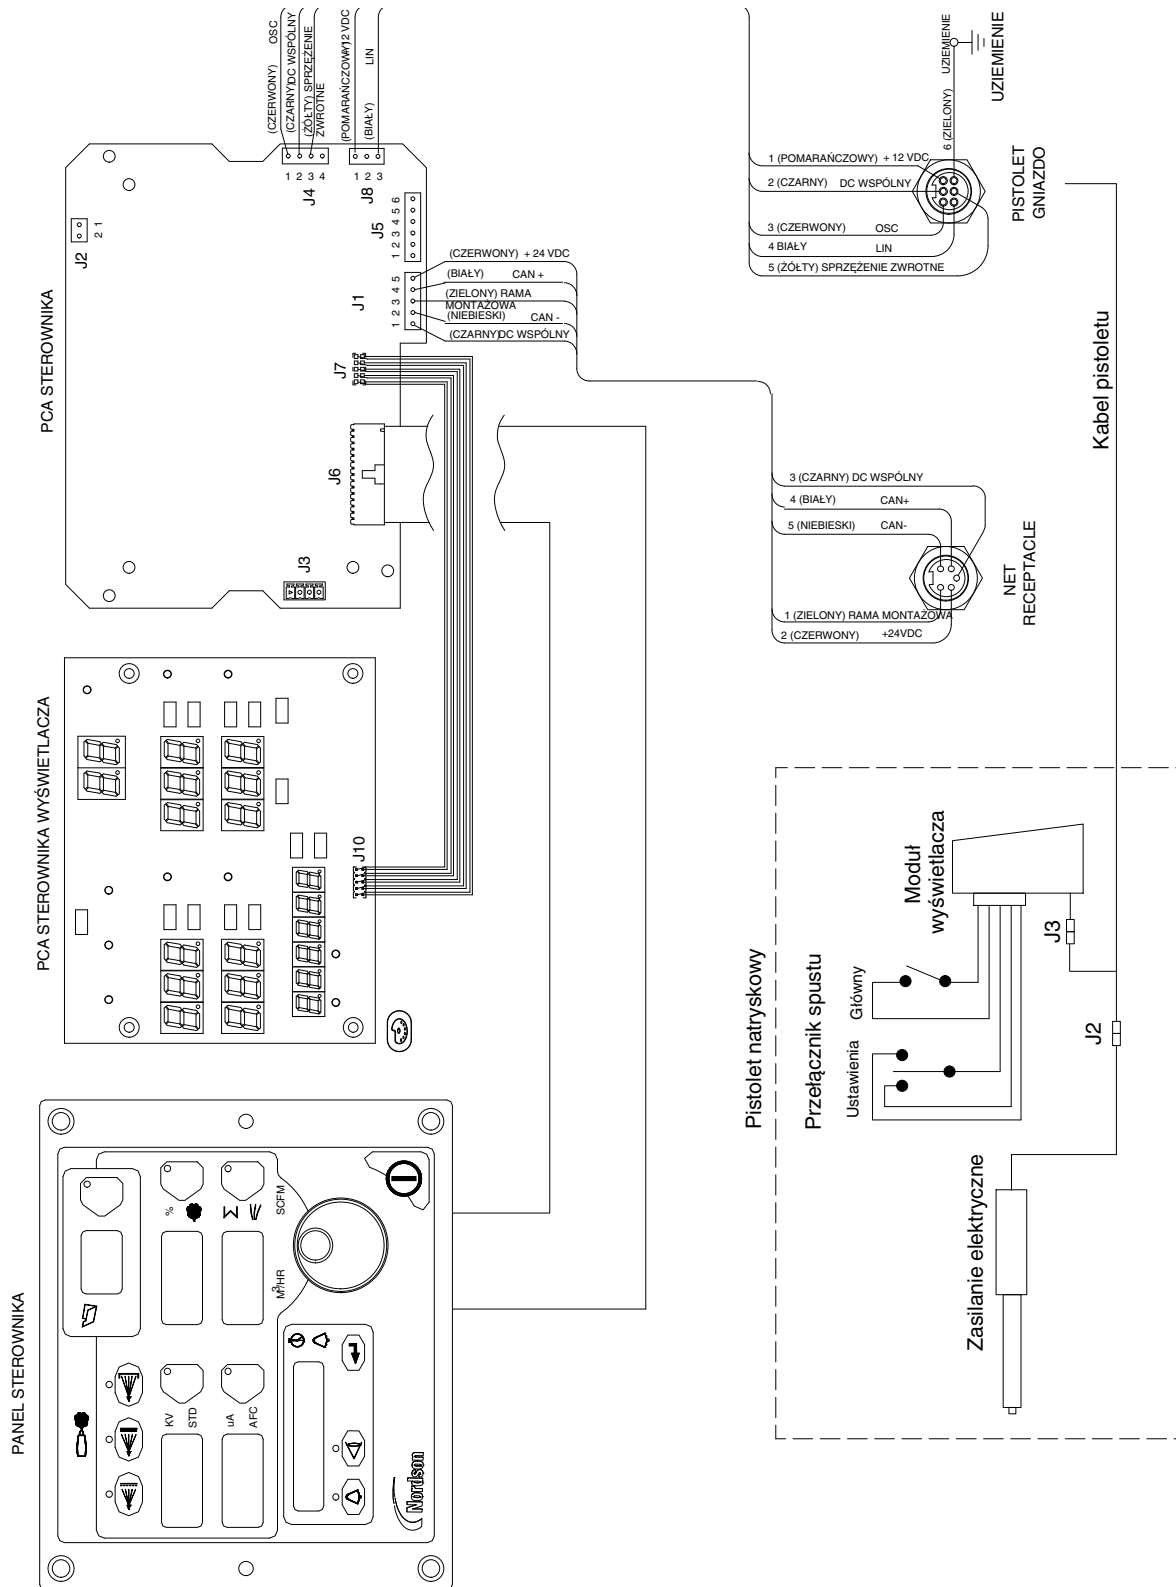 PCA STEROWNIKA
J2
2 1
(CZERWONY) OSC
(CZARNY)DC WSPÓLNY
(ŻÓŁTY) SPRZĘŻENIE
ZWROTNE
(POMARAŃCZOWY)+12 VDC
(BIAŁY) LIN
1 2 3 4
J4
1 2 3
J8
1 2 3 4 5 6
J5
1 2 3 4 5
J1
(CZERWONY) + 24 VDC
(BIAŁY) CAN +
(ZIELONY) RAMA
MONTAŻOWA
(NIEBIESKI) CAN -
(CZARNY)DC WSPÓLNY
J7
J6
J3
1 (POMARAŃCZOWY) + 12 VDC
2 (CZARNY) DC WSPÓLNY
3 (CZERWONY) OSC
4 BIAŁY LIN
5 (ŻÓŁTY) SPRZĘŻENIE ZWROTNE
6 (ZIELONY) UZIEMIENIE
UZIEMIENIE
PISTOLET
GNIAZDO
Kabel pistoletu
3 (CZARNY) DC WSPÓLNY
4 (BIAŁY) CAN+
5 (NIEBIESKI) CAN-
1 (ZIELONY) RAMA MONTAŻOWA
2 (CZERWONY) +24VDC
NET
RECEPTACLE
PCA STEROWNIKA WYŚWIETLACZA
J10
Pistolet natryskowy
Przełącznik spustu
Ustawienia
Główny
Moduł
wyświetlacza
J3
J2
Zasilanie elektryczne
PANEL STEROWNIKA
%
SCFM
M³/HR
KV
STD
uA
AFC
Nordson